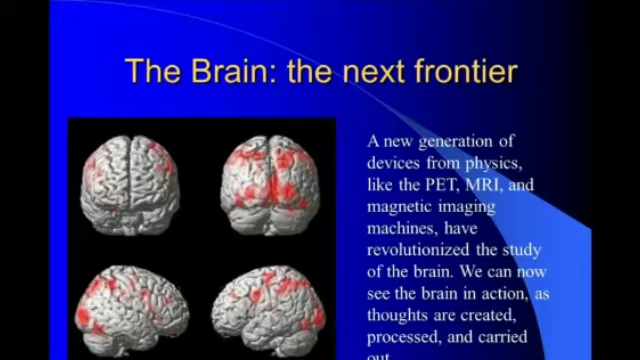 The Brain: the next frontier
A new generation of
devices from physics,
like the PET, MRI, and
magnetic imaging
machines, have
revolutionized the study
of the brain. We can now
see the brain in action, as
thoughts are created,
processed, and carried
out